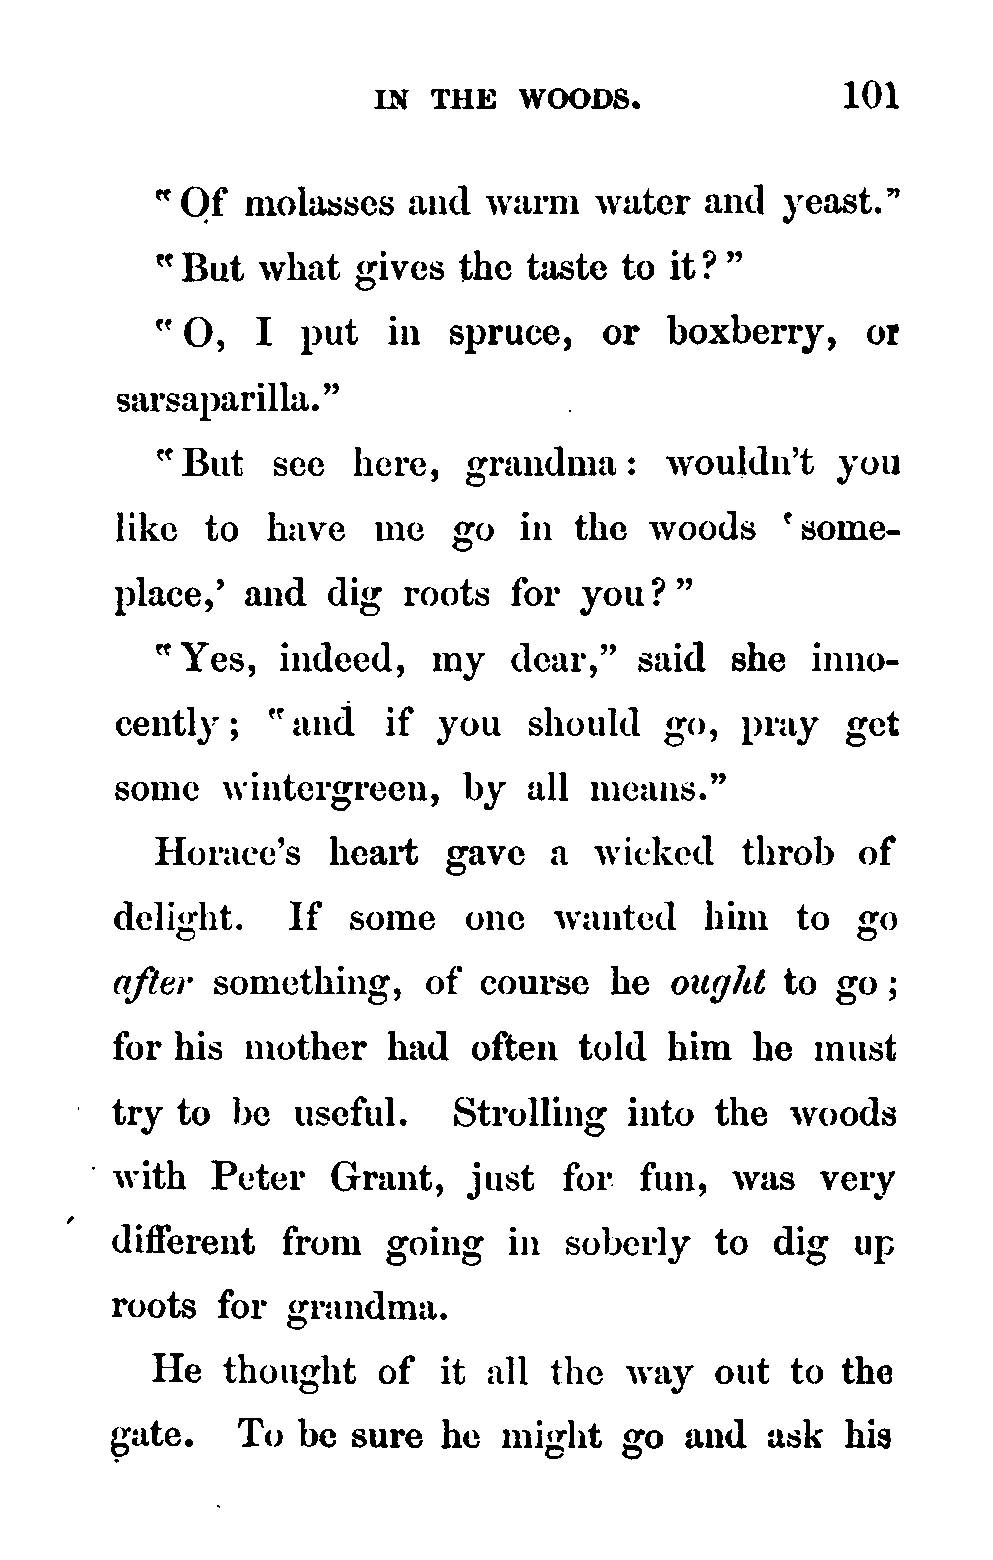 IN THE WOODS. 101
"Of molasses and warm water and yeast."
"But what gives the taste to it?"
"O, I put in spruce, or boxberry, or
sarsaparilla."
"But see here, grandma: wouldn't you
like to have me go in the woods 'some-
place,' and dig roots for you?"
"Yes, indeed, my dear," said she inno-
cently; "and if you should go, pray get
some wintergreen, by all means."
Horace's heart gave a wicked throb of
delight. If some one wanted him to go
after something, of course he ought to go;
for his mother had often told him he must
try to be useful. Strolling into the woods
with Peter Grant, just for fun, was very
different from going in soberly to dig up
roots for grandma.
He thought of it all the way out to the
gate. To be sure he might go and ask his